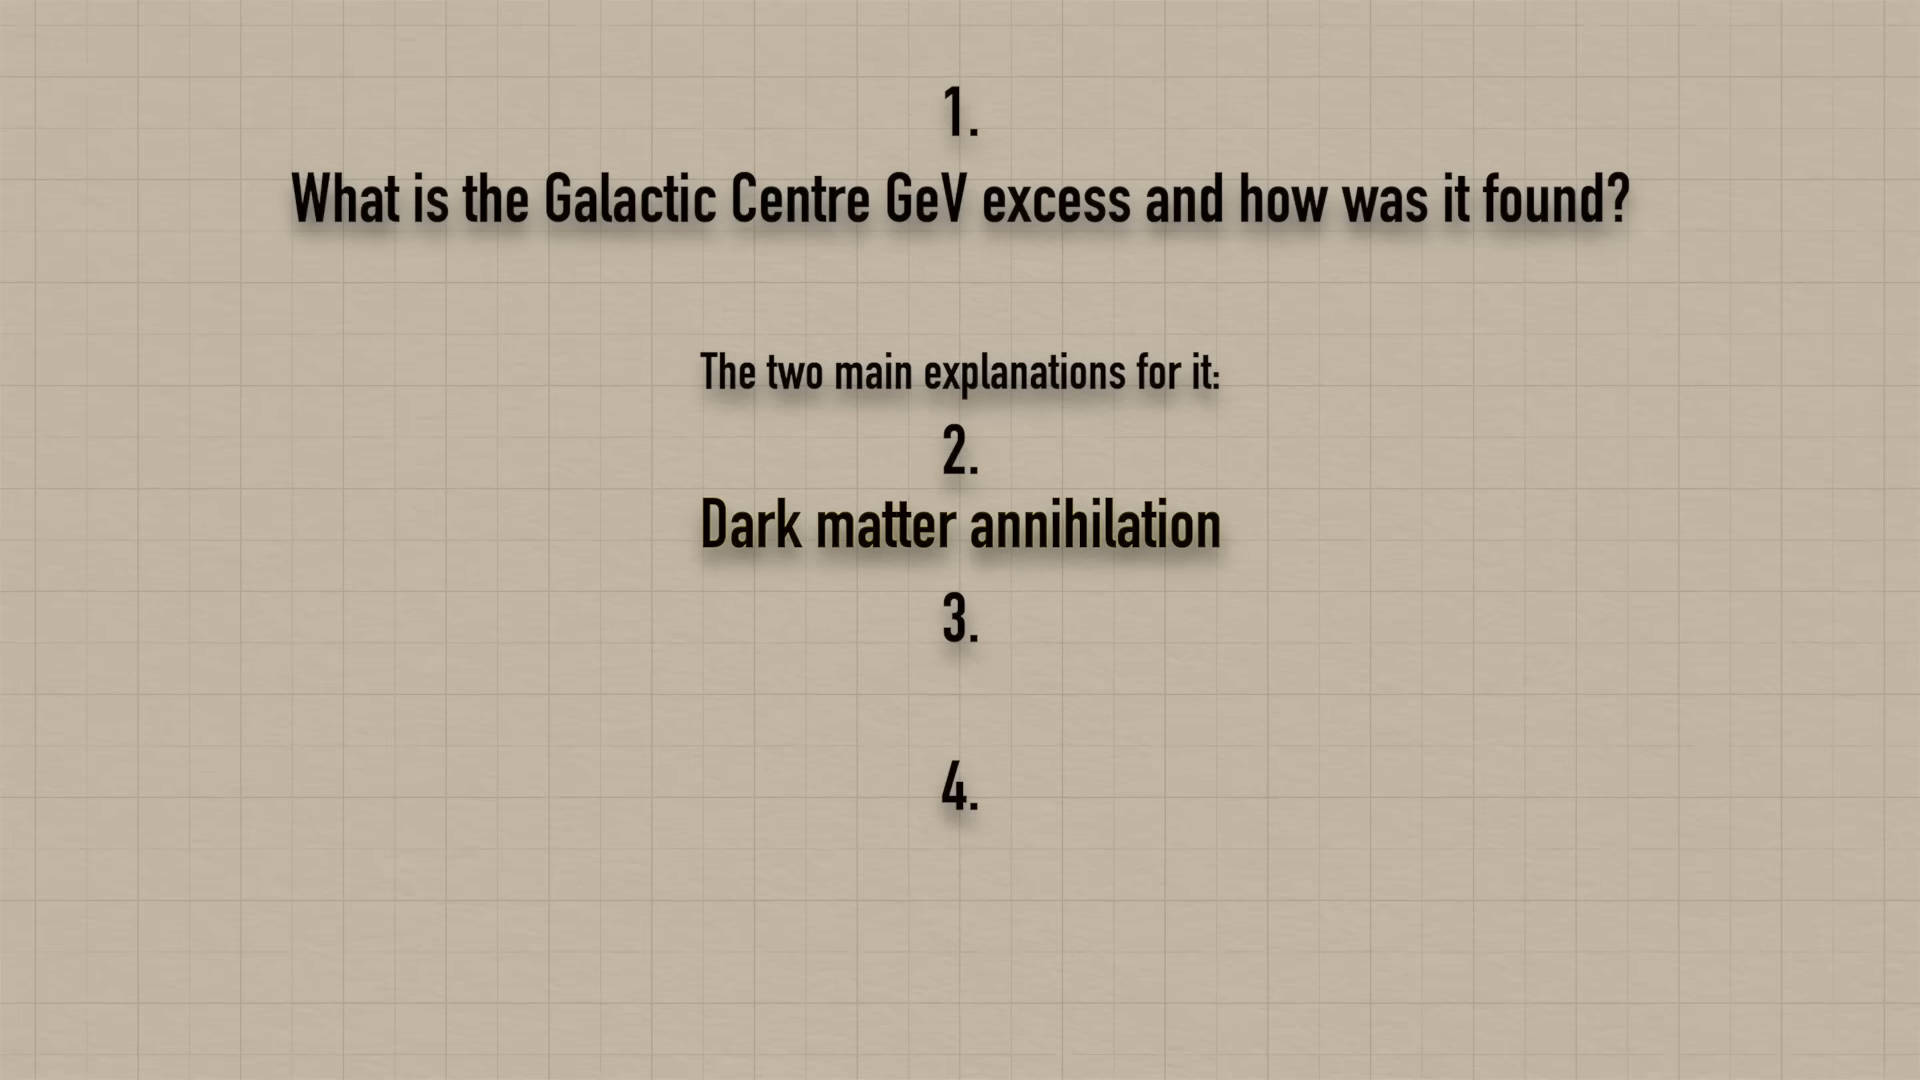 1.
What is the Galactic Centre GeV excess and how was it found?
The two main explanations for it:
2.
Dark matter annihilation
3.
4.